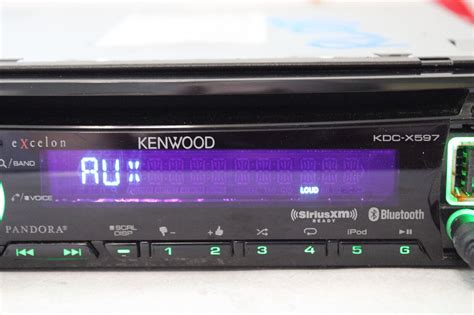 eXcelon
KENWOOD
KDC-X597
/ BAND
AUX
LOUD
/ VOICE
((SiriusXM))
READY
Bluetooth
PANDORA
SCRL
DISP
- +
iPod
1 2 3 4 5 6